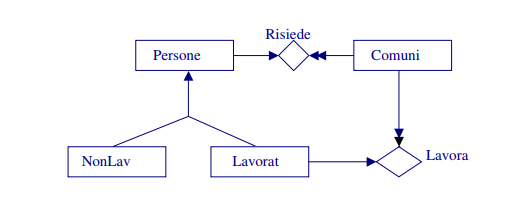 Risiede
Persone
Comuni
NonLav
Lavorat
Lavora